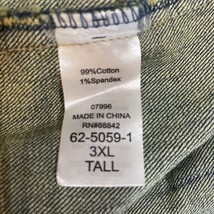 99%Cotton
1%Spandex
07996
MADE IN CHINA
RN#88842
62-5059-1
3XL
TALL